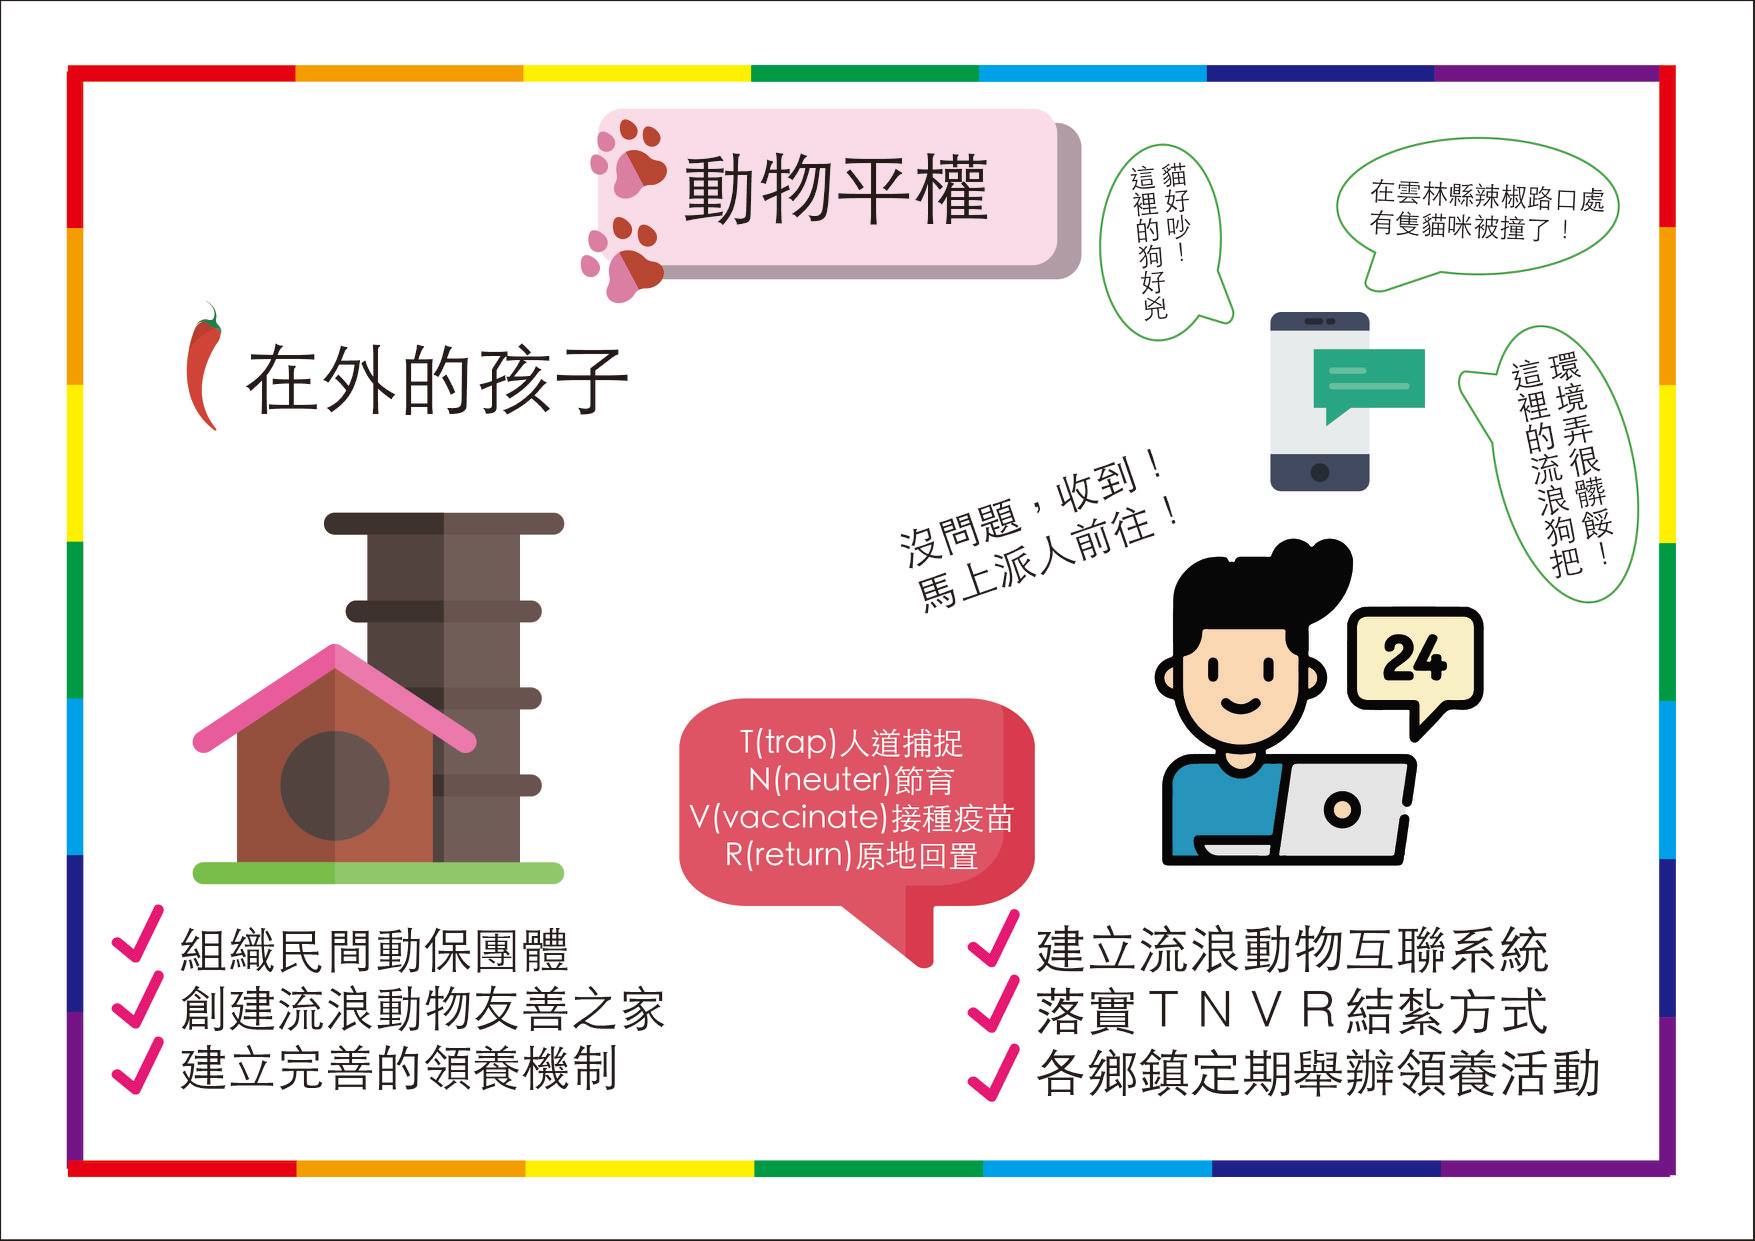 動物平權
在外的孩子
貓好吵！
這裡的狗好兇
在雲林縣辣椒路口處
有隻貓咪被撞了！
環境弄很髒餒！
這裡的流浪狗把
沒問題，收到！
馬上派人前往！
24
T(trap)人道捕捉
N(neuter)節育
V(vaccinate)接種疫苗
R(return)原地回置
組織民間動保團體
創建流浪動物友善之家
建立完善的領養機制
建立流浪動物互聯系統
落實ＴＮＶＲ結紮方式
各鄉鎮定期舉辦領養活動